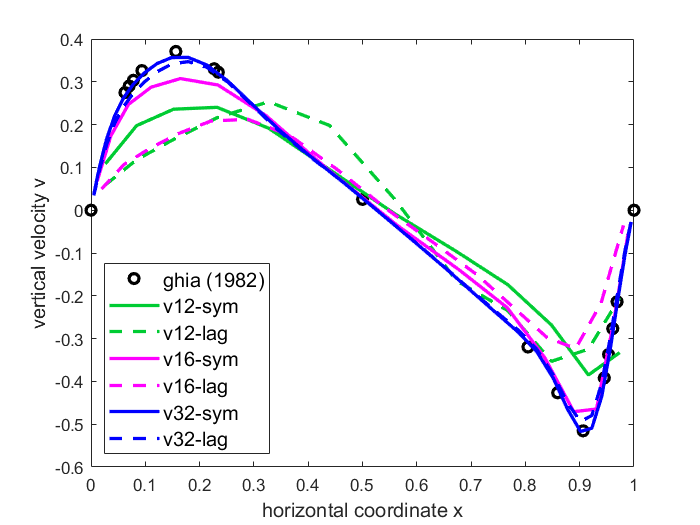 0.4
0.3
0.2
0.1
0
-0.1
-0.2
-0.3
-0.4
-0.5
-0.6
vertical velocity v
ghia (1982)
v12-sym
v12-lag
v16-sym
v16-lag
v32-sym
v32-lag
0 0.1 0.2 0.3 0.4 0.5 0.6 0.7 0.8 0.9 1
horizontal coordinate x